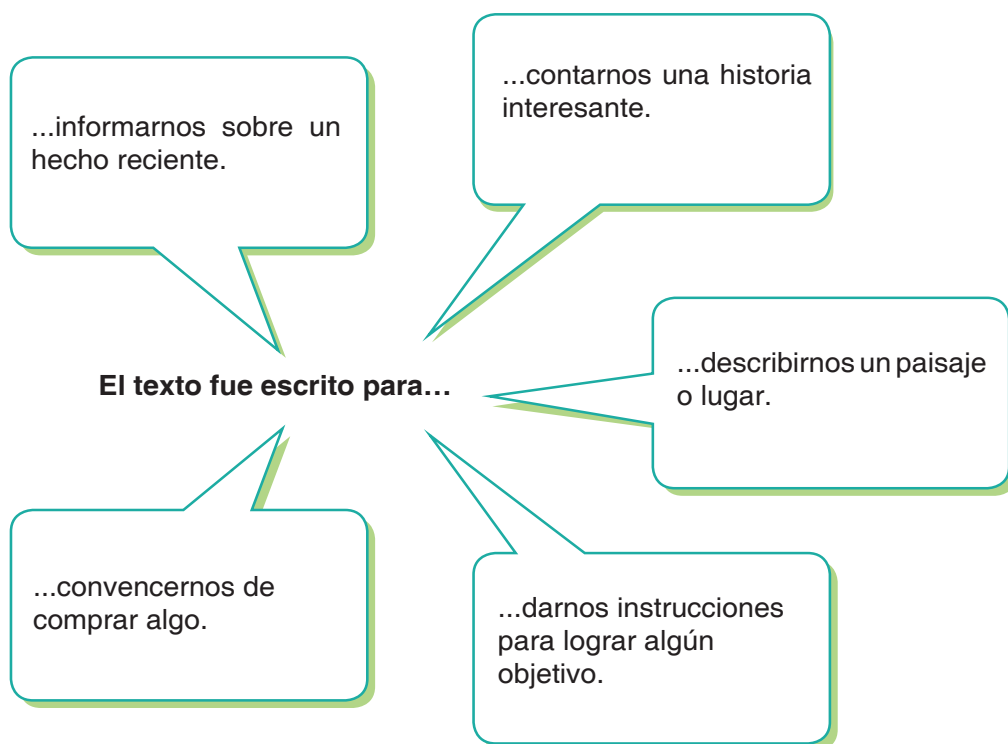 ...informarnos sobre un
hecho reciente.
...contarnos una historia
interesante.
El texto fue escrito para...
...describirnos un paisaje
o lugar.
...convencernos de
comprar algo.
...darnos instrucciones
para lograr algún
objetivo.